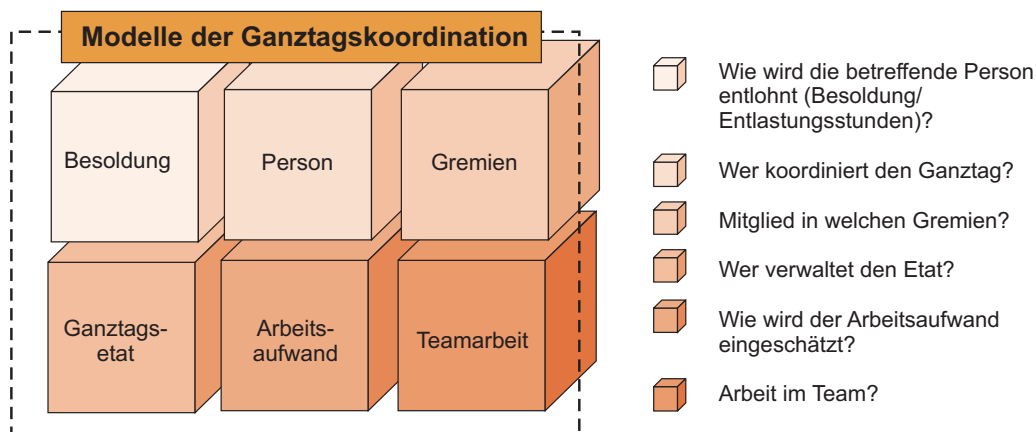 Modelle der Ganztagskoordination
Besoldung
Person
Gremien
Ganztags-
etat
Arbeits-
aufwand
Teamarbeit
Wie wird die betreffende Person
entlohnt (Besoldung/
Entlastungsstunden)?
Wer koordiniert den Ganztag?
Mitglied in welchen Gremien?
Wer verwaltet den Etat?
Wie wird der Arbeitsaufwand
eingeschätzt?
Arbeit im Team?